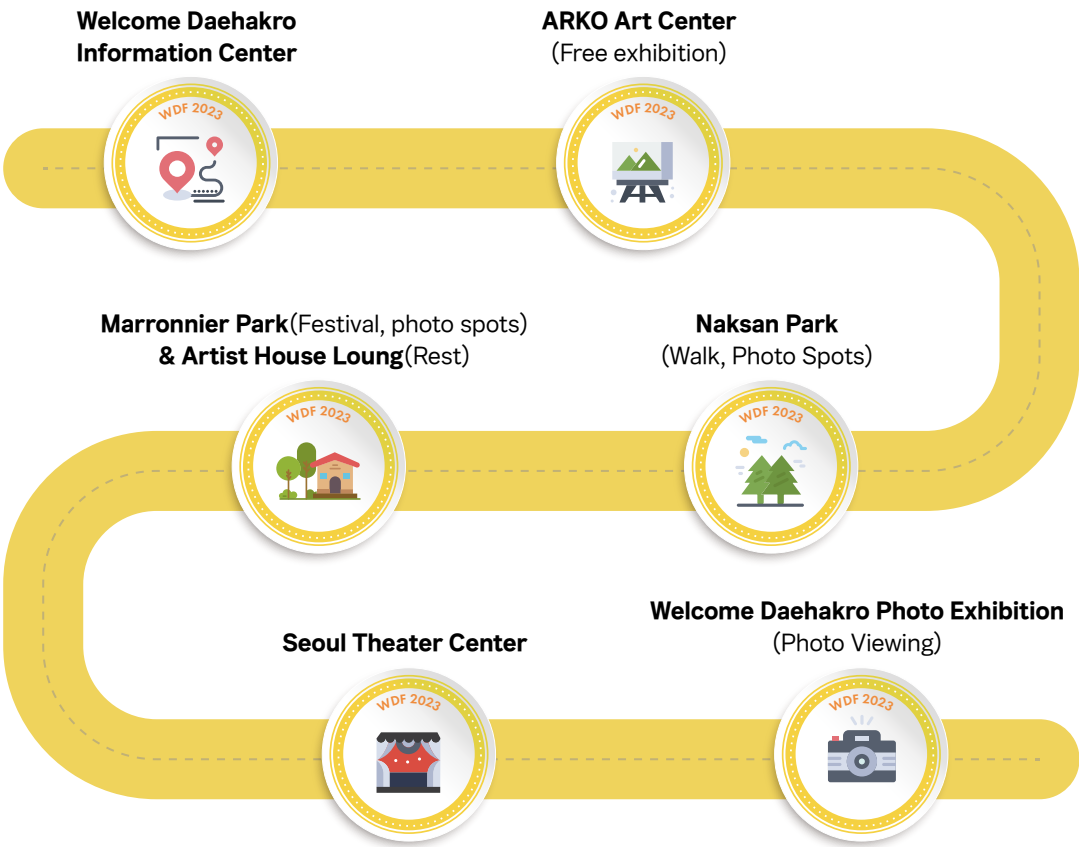 Welcome Daehakro
Information Center
WDF 2023
ARKO Art Center
(Free exhibition)
WDF 2023
Marronnier Park(Festival, photo spots)
& Artist House Loung(Rest)
WDF 2023
Naksan Park
(Walk, Photo Spots)
WDF 2023
Seoul Theater Center
WDF 2023
Welcome Daehakro Photo Exhibition
(Photo Viewing)
WDF 2023